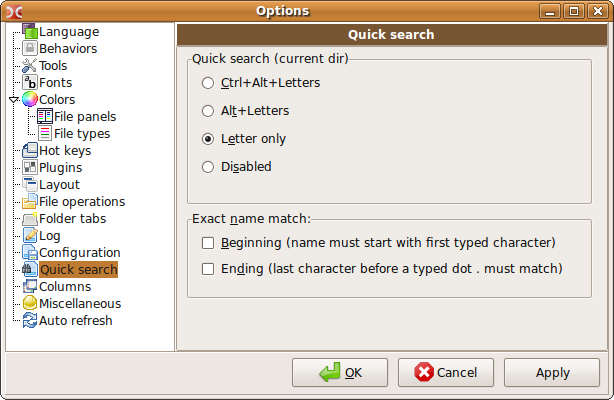 Options
Language
Behaviors
Tools
Fonts
Colors
File panels
File types
Hot keys
Plugins
Layout
File operations
Folder tabs
Log
Configuration
Quick search
Columns
Miscellaneous
Auto refresh
Quick search
Quick search (current dir)
Ctrl+Alt+Letters
Alt+Letters
Letter only
Disabled
Exact name match:
Beginning (name must start with first typed character)
Ending (last character before a typed dot . must match)
OK
Cancel
Apply